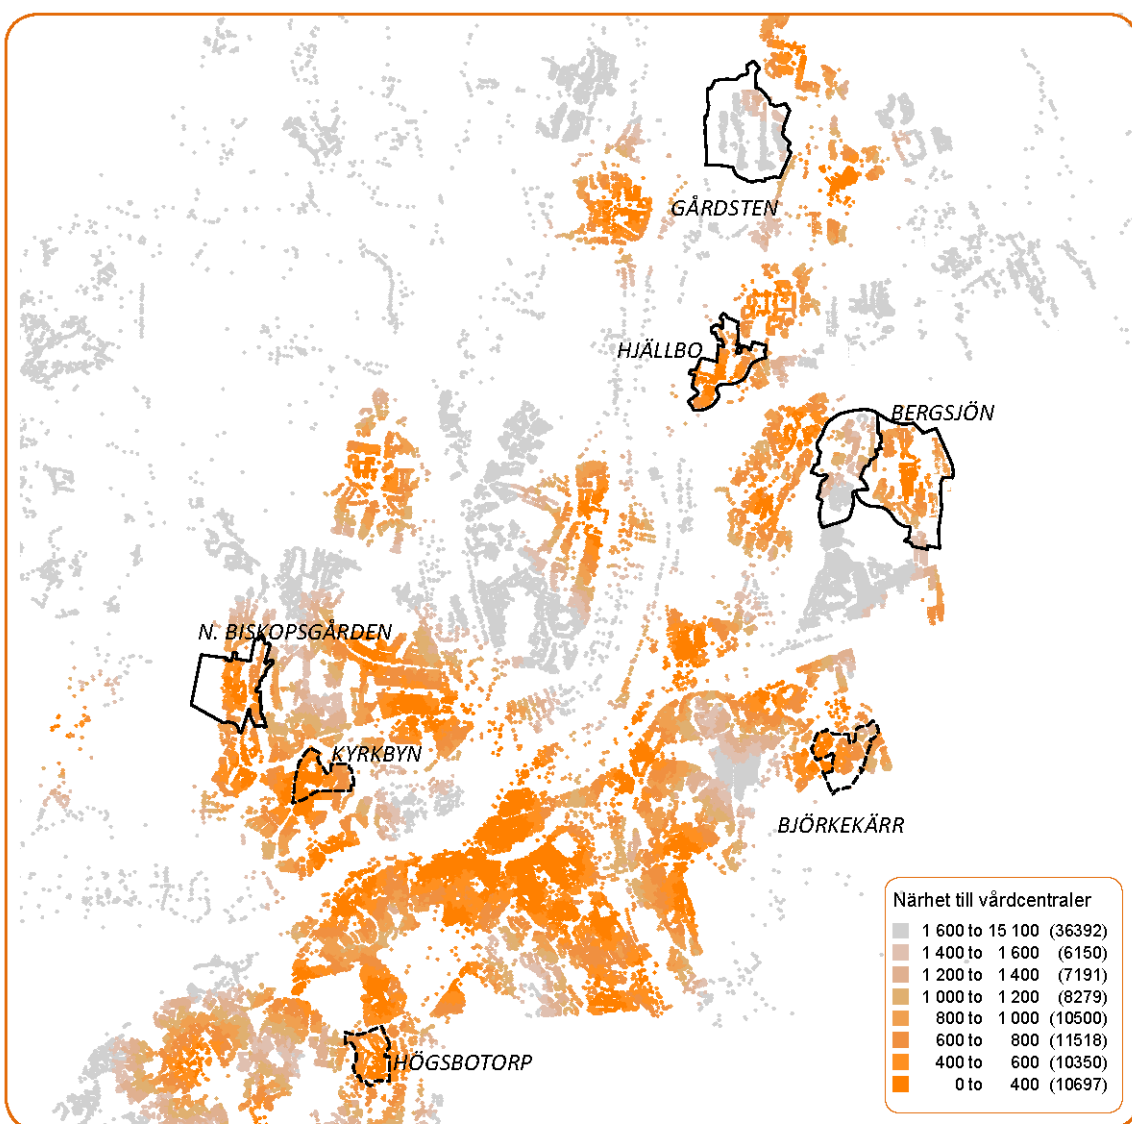 GÅRDSTEN
HJÄLLBO
BERGSJÖN
N. BISKOPSGÅRDEN
KYRKBYN
BJÖRKEKÄRR
HÖGSBOTORP
Närhet till vårdcentraler
1 600 to 15 100 (36392)
1 400 to 1 600 (6150)
1 200 to 1 400 (7191)
1 000 to 1 200 (8279)
800 to 1 000 (10500)
600 to 800 (11518)
400 to 600 (10350)
0 to 400 (10697)